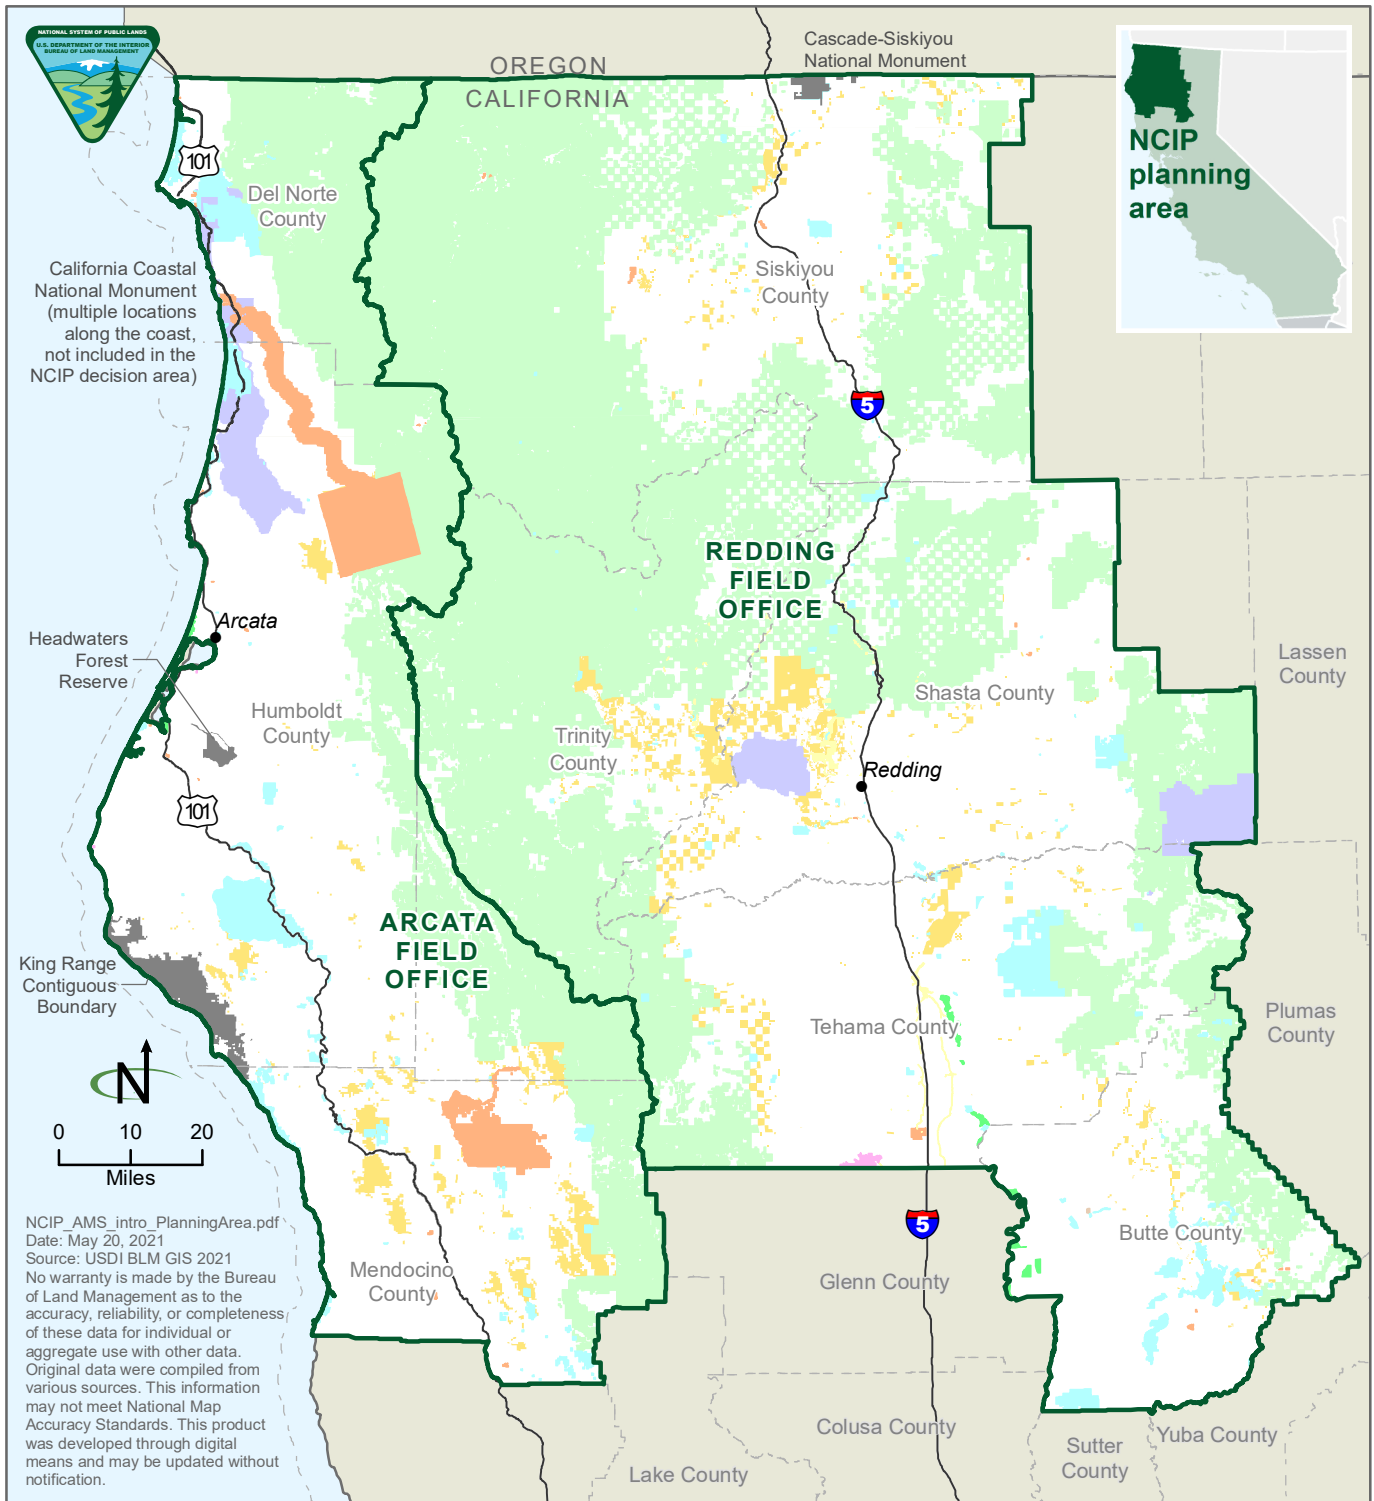 NATIONAL SYSTEM OF PUBLIC LANDS
U.S. DEPARTMENT OF THE INTERIOR
BUREAU OF LAND MANAGEMENT
OREGON
CALIFORNIA
Cascade-Siskiyou
National Monument
NCIP
planning
area
101
Del Norte
County
California Coastal
National Monument
(multiple locations
along the coast,
not included in the
NCIP decision area)
Siskiyou
County
5
REDDING
FIELD
OFFICE
Arcata
Headwaters
Forest
Reserve
Humboldt
County
Trinity
County
Shasta County
Lassen
County
Redding
101
ARCATA
FIELD
OFFICE
King Range
Contiguous
Boundary
Tehama County
Plumas
County
N
0 10 20
Miles
5
Butte County
Glenn County
Mendocino
County
NCIP_AMS_intro_PlanningArea.pdf
Date: May 20, 2021
Source: USDI BLM GIS 2021
No warranty is made by the Bureau
of Land Management as to the
accuracy, reliability, or completeness
of these data for individual or
aggregate use with other data.
Original data were compiled from
various sources. This information
may not meet National Map
Accuracy Standards. This product
was developed through digital
means and may be updated without
notification.
Colusa County
Lake County
Sutter
County
Yuba County